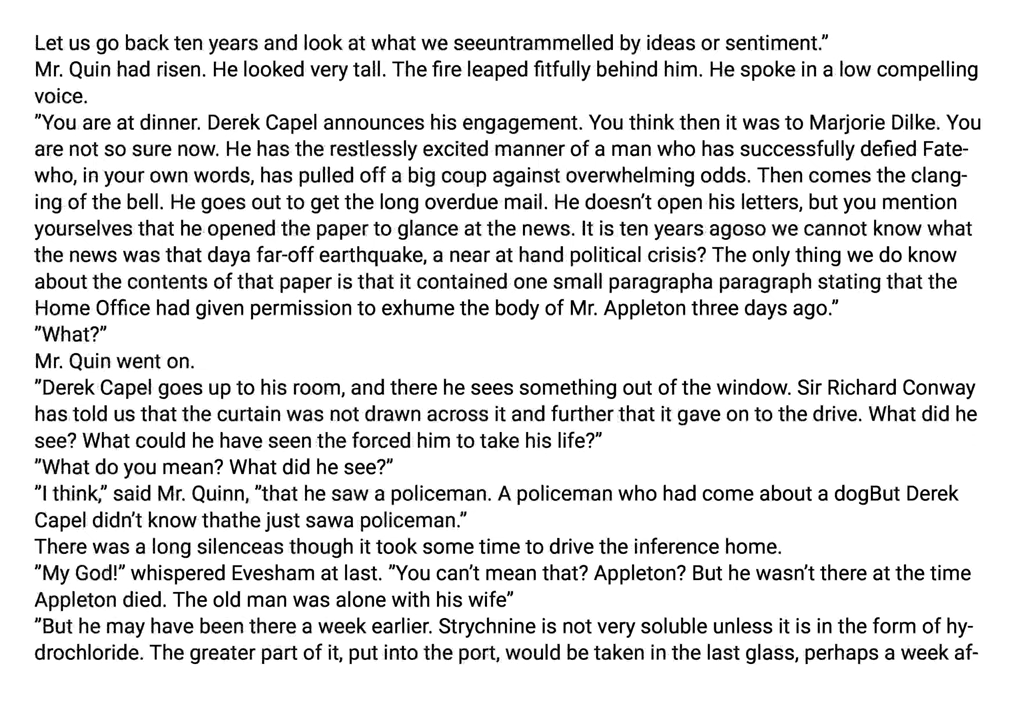 Let us go back ten years and look at what we seeuntrammelled by ideas or sentiment.”
Mr. Quin had risen. He looked very tall. The fire leaped fitfully behind him. He spoke in a low compelling
voice.
”You are at dinner. Derek Capel announces his engagement. You think then it was to Marjorie Dilke. You
are not so sure now. He has the restlessly excited manner of a man who has successfully defied Fate-
who, in your own words, has pulled off a big coup against overwhelming odds. Then comes the clang-
ing of the bell. He goes out to get the long overdue mail. He doesn’t open his letters, but you mention
yourselves that he opened the paper to glance at the news. It is ten years agoso we cannot know what
the news was that daya far-off earthquake, a near at hand political crisis? The only thing we do know
about the contents of that paper is that it contained one small paragrapha paragraph stating that the
Home Office had given permission to exhume the body of Mr. Appleton three days ago.”
”What?”
Mr. Quin went on.
”Derek Capel goes up to his room, and there he sees something out of the window. Sir Richard Conway
has told us that the curtain was not drawn across it and further that it gave on to the drive. What did he
see? What could he have seen the forced him to take his life?”
”What do you mean? What did he see?”
”I think,” said Mr. Quinn, ”that he saw a policeman. A policeman who had come about a dogBut Derek
Capel didn’t know thathe just sawa policeman.”
There was a long silenceas though it took some time to drive the inference home.
”My God!” whispered Evesham at last. ”You can’t mean that? Appleton? But he wasn’t there at the time
Appleton died. The old man was alone with his wife”
”But he may have been there a week earlier. Strychnine is not very soluble unless it is in the form of hy-
drochloride. The greater part of it, put into the port, would be taken in the last glass, perhaps a week af-